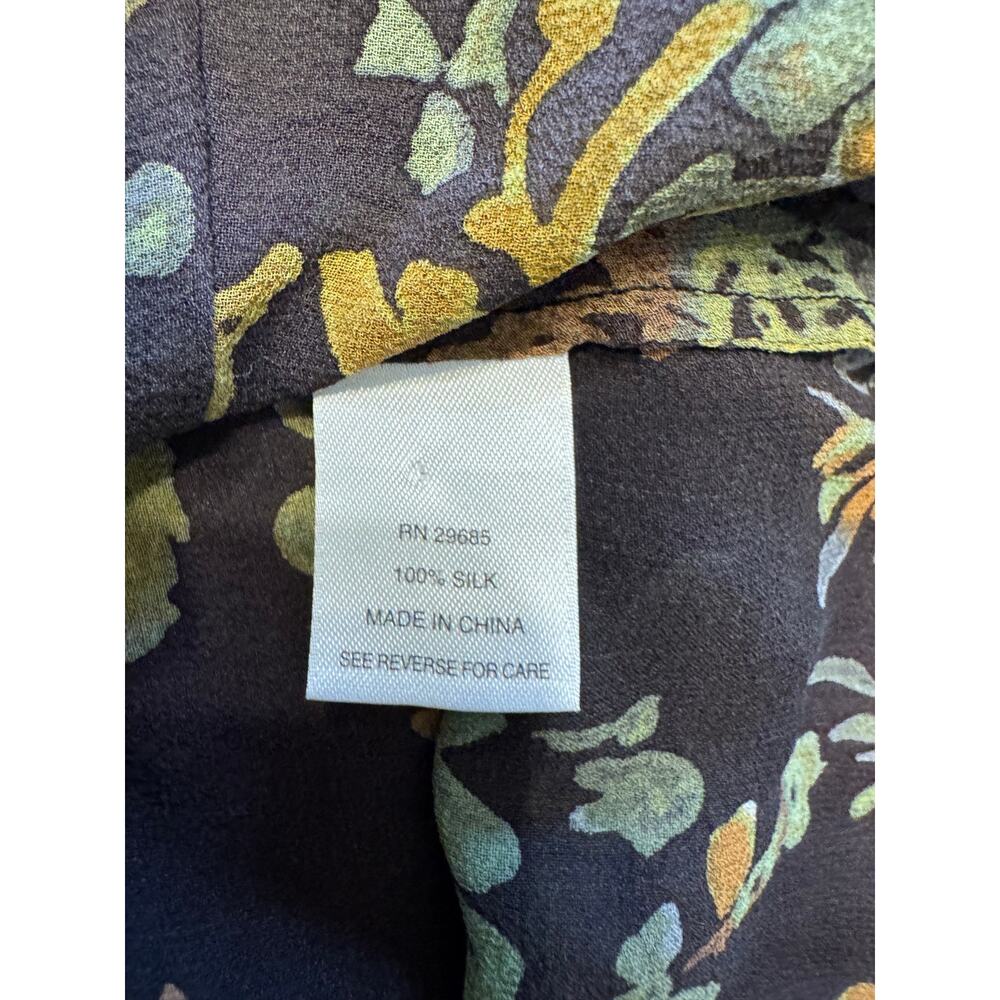 RN 29685
100% SILK
MADE IN CHINA
SEE REVERSE FOR CARE